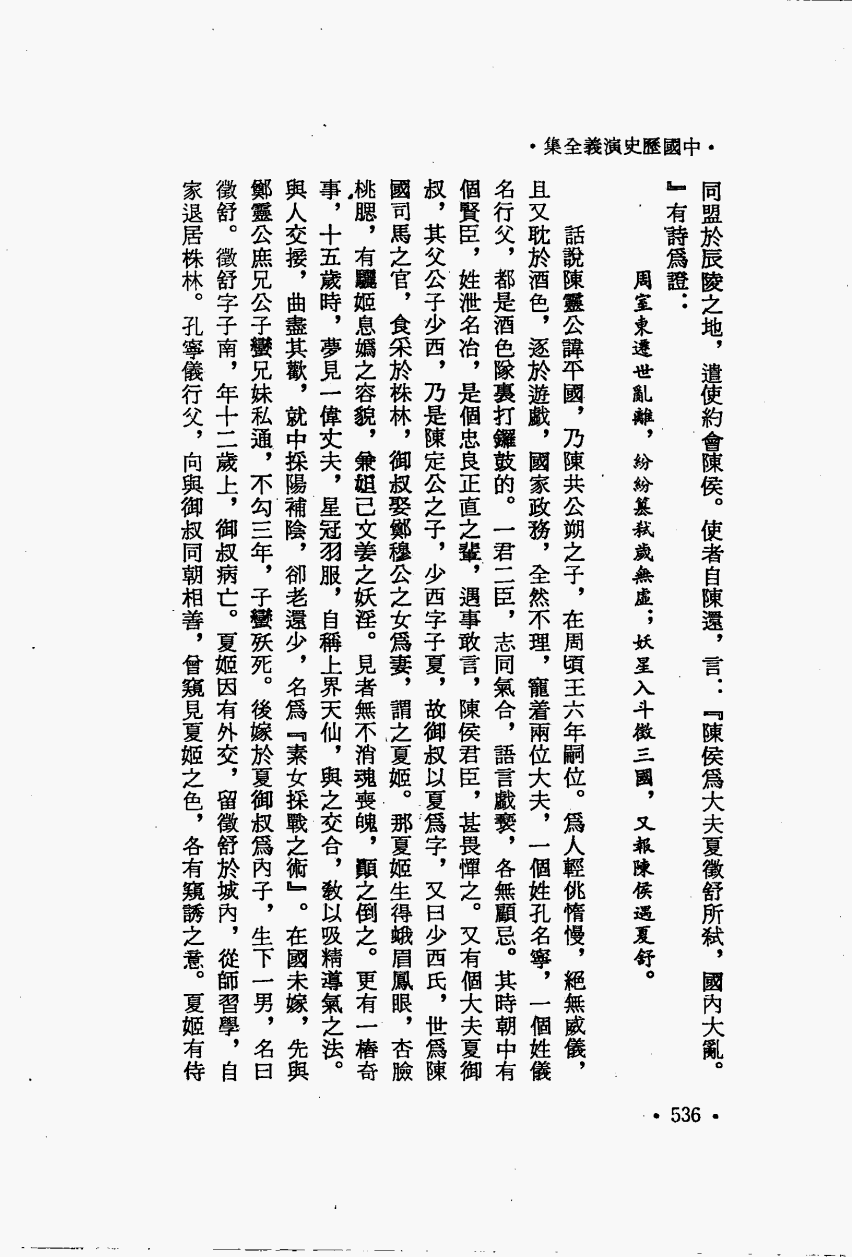 •中國歷史演義全集•
同盟於辰陵之地，遣使約會陳侯。使者自陳還，言：『陳侯爲大夫夏徵舒所弑，國內大亂。
』有詩爲證：
周室東遷世亂離，紛紛篡弑歲無虛；妖星入斗徵三國，又報陳侯遇夏舒。
話說陳靈公諱平國，乃陳共公朔之子，在周頃王六年嗣位。爲人輕佻惰慢，絕無威儀，
且又耽於酒色，逐於遊戲，國家政務，全然不理，寵着兩位大夫，一個姓孔名寧，一個姓儀
名行父，都是酒色隊裏打鑼鼓的。一君二臣，志同氣合，語言戲褻，各無顧忌。其時朝中有
個賢臣，姓泄名冶，是個忠良正直之輩，遇事敢言，陳侯君臣，甚畏憚之。又有個大夫夏御
叔，其父公子少西，乃是陳定公之子，少西字子夏，故御叔以夏爲字，又曰少西氏，世爲陳
國司馬之官，食采於株林，御叔娶鄭穆公之女爲妻，謂之夏姬。那夏姬生得蛾眉鳳眼，杏臉
桃腮，有驪姬息嬀之容貌，兼妲己文姜之妖淫。見者無不消魂喪魄，顚之倒之。更有一樁奇
事，十五歲時，夢見一偉丈夫，星冠羽服，自稱上界天仙，與之交合，敎以吸精導氣之法。
與人交接，曲盡其歡，就中採陽補陰，卻老還少，名爲『素女採戰之術』。在國未嫁，先與
鄭靈公庶兄公子蠻兄妹私通，不勾三年，子蠻殀死。後嫁於夏御叔爲內子，生下一男，名曰
徵舒。徵舒字子南，年十二歲上，御叔病亡。夏姬因有外交，留徵舒於城內，從師習學，自
家退居株林。孔寧儀行父，向與御叔同朝相善，曾窺見夏姬之色，各有窺誘之意。夏姬有侍
• 536 •